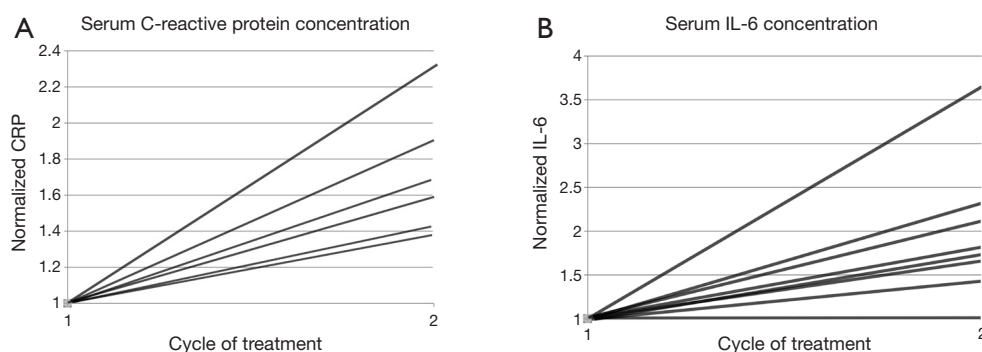 A
Serum C-reactive protein concentration
2.4
2.2
2
1.8
1.6
1.4
1.2
1
Normalized CRP
1
2
Cycle of treatment
B
Serum IL-6 concentration
4
3.5
3
2.5
2
1.5
1
Normalized IL-6
1
2
Cycle of treatment